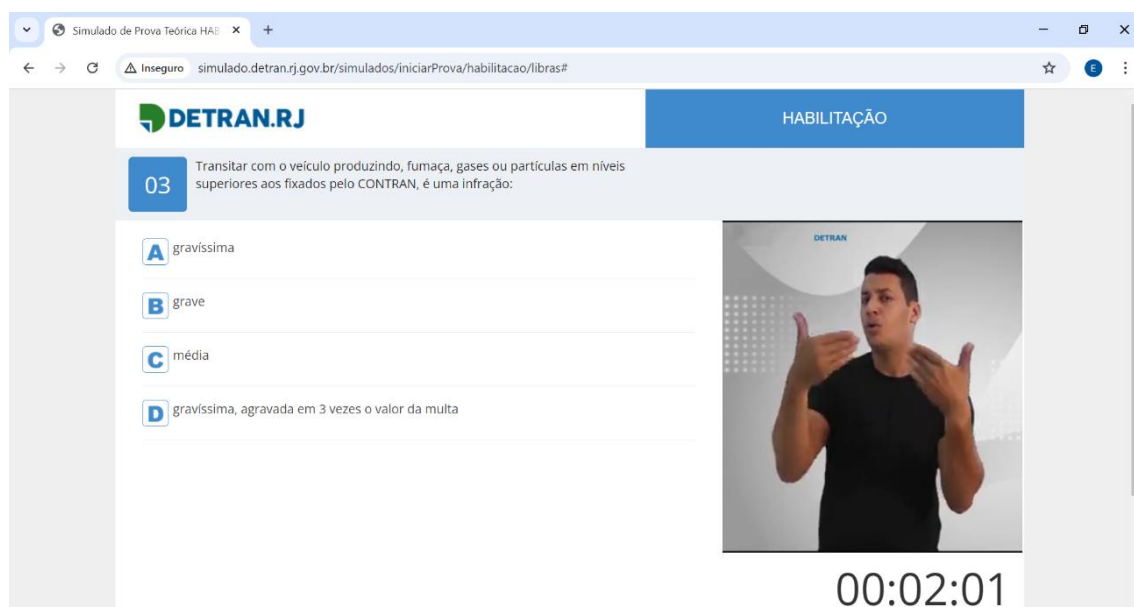 Simulado de Prova Teórica HAB
Inseguro simulado.detran.rj.gov.br/simulados/iniciarProva/habilitacao/libras#
E
DETRAN.RJ
HABILITAÇÃO
03
Transitar com o veículo produzindo, fumaça, gases ou partículas em níveis
superiores aos fixados pelo CONTRAN, é uma infração:
A gravíssima
B grave
C média
D gravíssima, agravada em 3 vezes o valor da multa
DETRAN
00:02:01